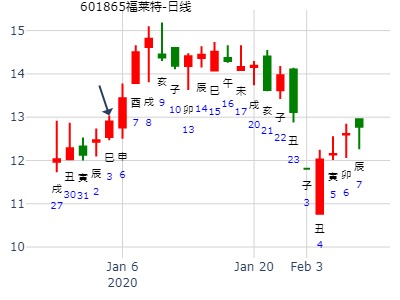 601865福莱特-日线
15
14
13
12
11
10
戌
27
丑
30
寅
31
辰
2
巳
3
申
6
酉
7
戌
8
亥
9
子
10
卯
13
辰
14
巳
15
午
16
未
17
戌
20
亥
21
子
22
丑
23
子
3
丑
4
寅
5
卯
6
辰
7
Jan 6
2020
Jan 20
Feb 3